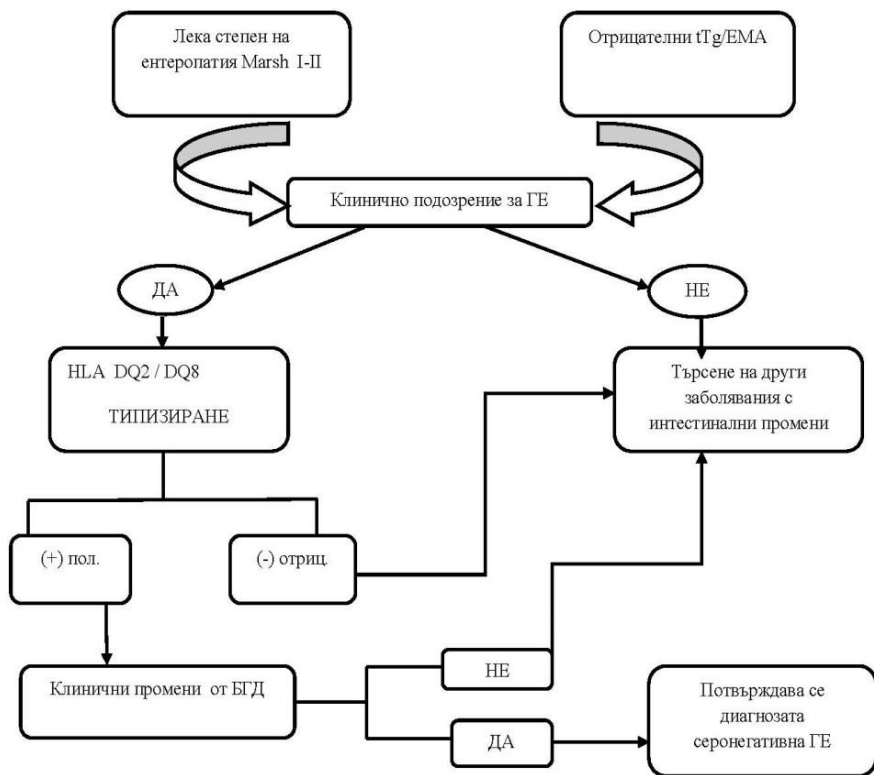 Лека степен на
ентеропатия Marsh I-II
Отрицателни tTg/EMA
Клинично подозрение за ГЕ
ДА
НЕ
HLA DQ2 / DQ8
ТИПИЗИРАНЕ
Търсене на други
заболявания с
интестинални промени
(+) пол.
(-) отриц.
Клинични промени от БГД
НЕ
ДА
Потвърждава се
диагнозата
серонегативна ГЕ